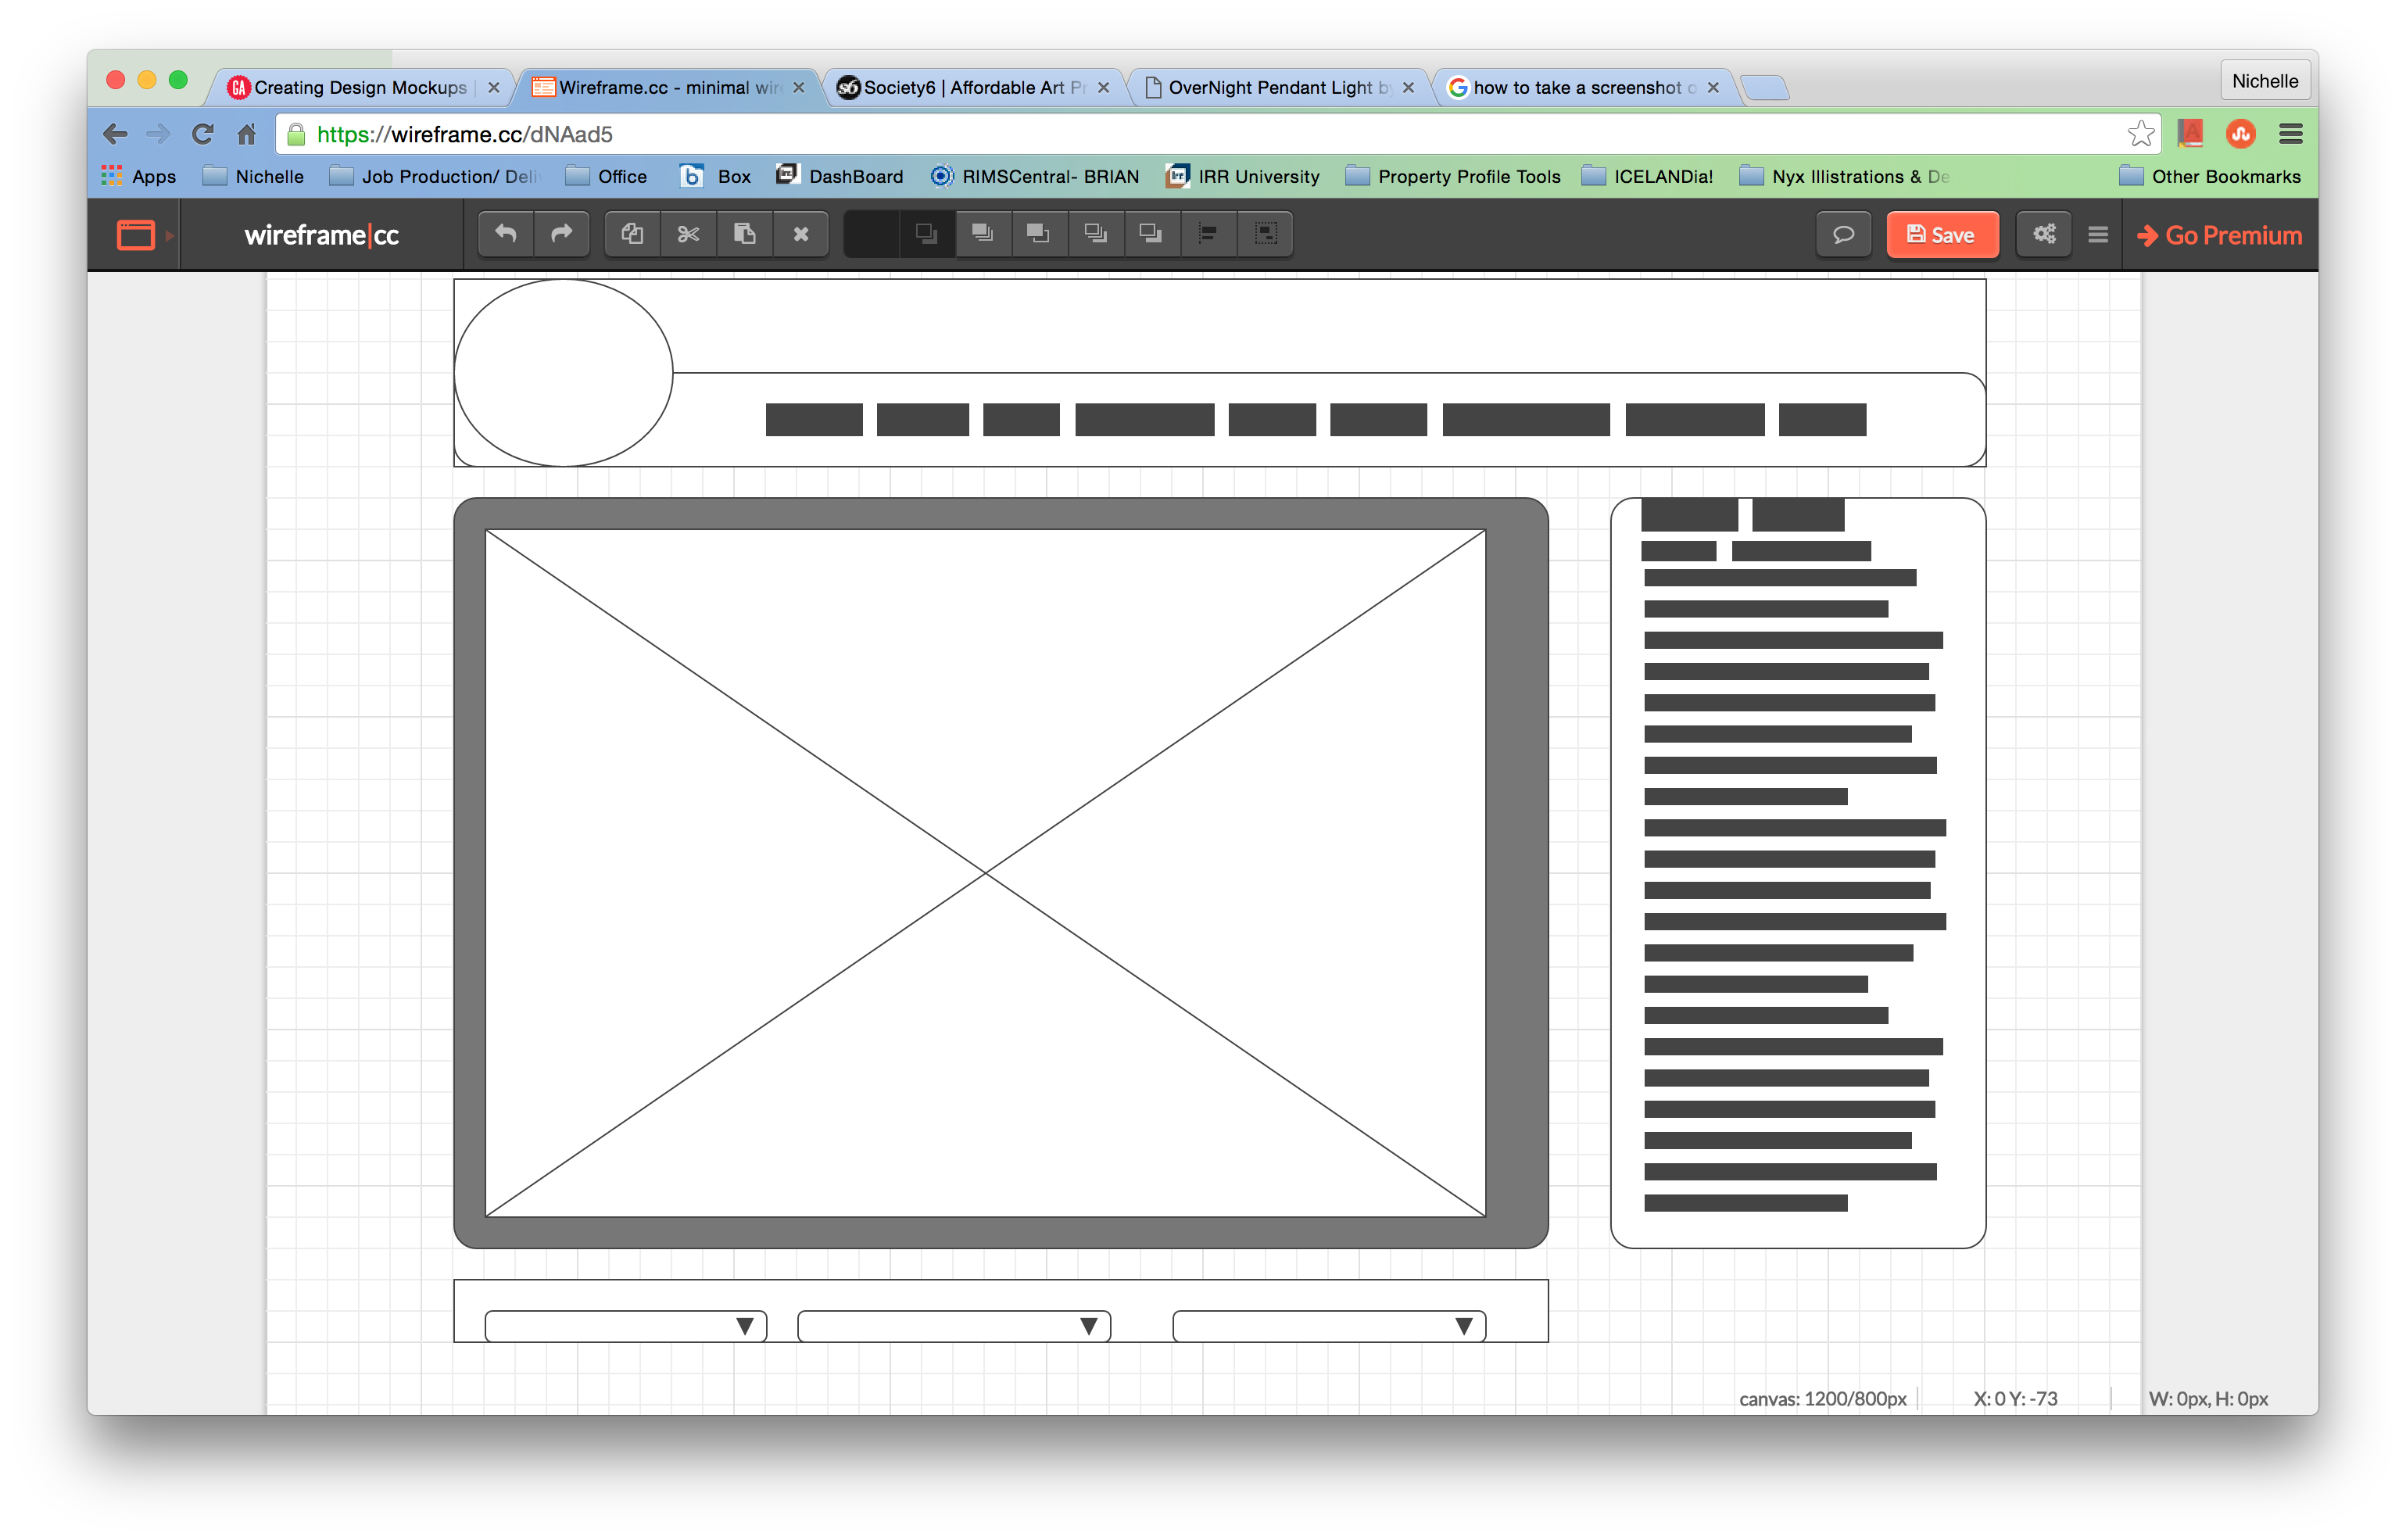 Creating Design Mockups
Wireframe.cc - minimal wir
Society6 | Affordable Art Pr
OverNight Pendant Light by
how to take a screenshot o
Nichelle
https://wireframe.cc/dNAad5
Apps
Nichelle
Job Production/ Deli
Office
Box
DashBoard
RIMSCentral- BRIAN
IRR University
Property Profile Tools
ICELANDia!
Nyx Illistrations & De
Other Bookmarks
wireframe|cc
Save
Go Premium
canvas: 1200/800px
X: 0 Y: -73
W: 0px, H: 0px